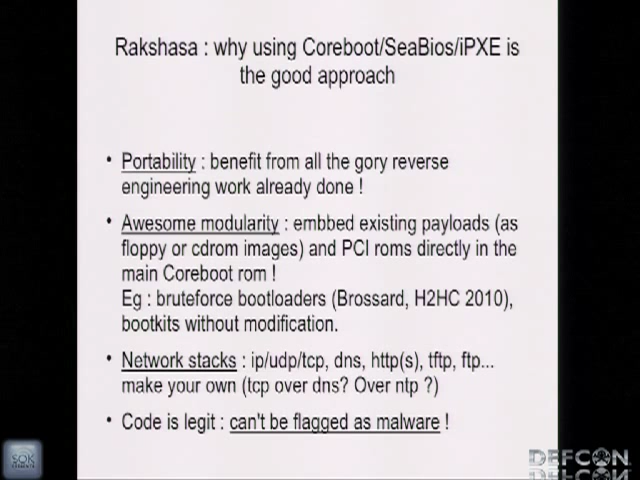 Rakshasa : why using Coreboot/SeaBios/iPXE is
the good approach
• Portability : benefit from all the gory reverse
engineering work already done !
• Awesome modularity : embbed existing payloads (as
floppy or cdrom images) and PCI roms directly in the
main Coreboot rom !
Eg : bruteforce bootloaders (Brossard, H2HC 2010),
bootkits without modification.
• Network stacks : ip/udp/tcp, dns, http(s), tftp, ftp...
make your own (tcp over dns? Over ntp ?)
• Code is legit : can't be flagged as malware !
SOK
DEFCON